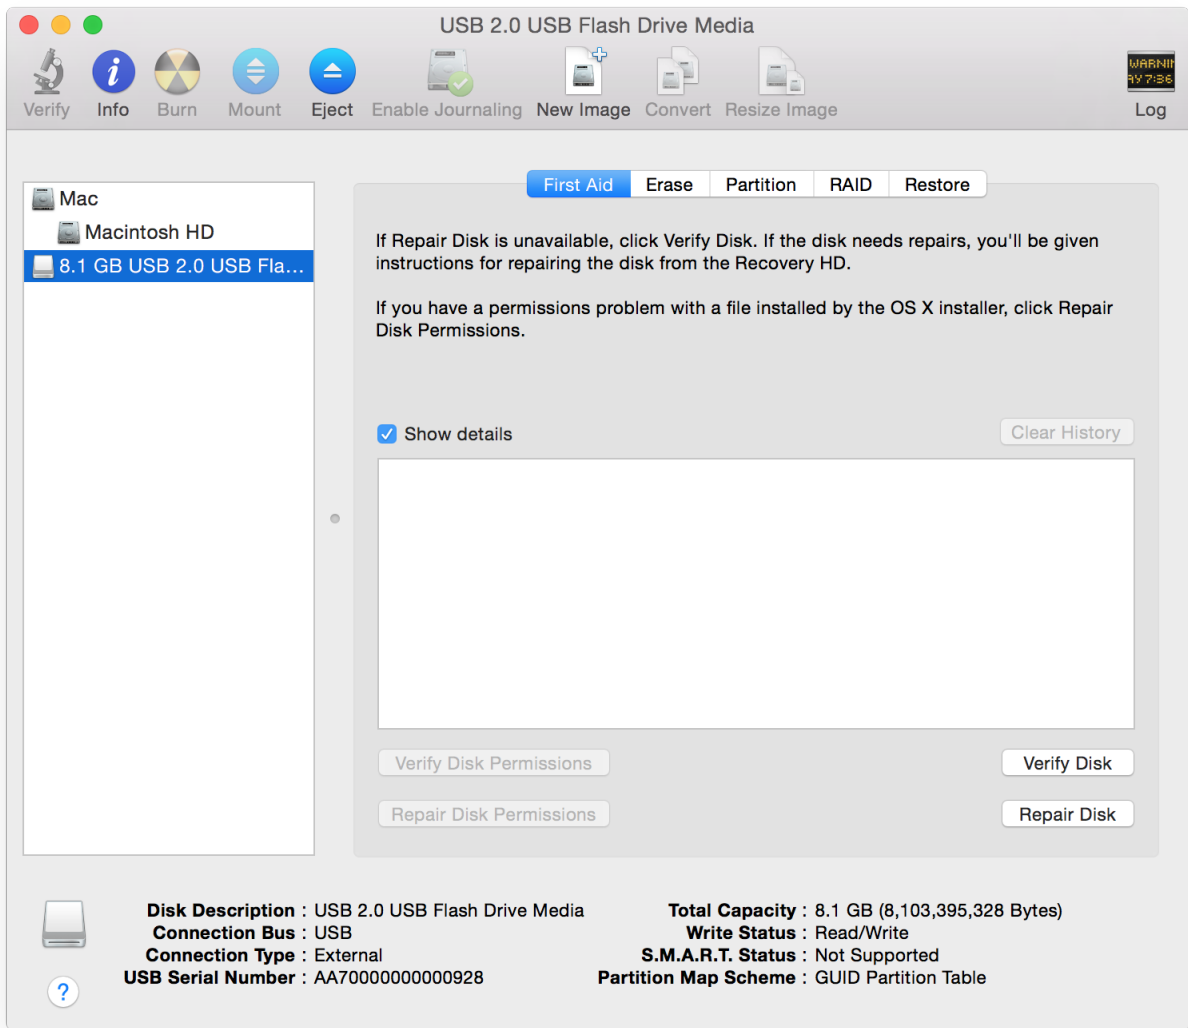 USB 2.0 USB Flash Drive Media
Verify Info Burn Mount Eject Enable Journaling New Image Convert Resize Image Log
WARNIN
AY 7:36
Mac
Macintosh HD
8.1 GB USB 2.0 USB Fla...
First Aid Erase Partition RAID Restore
If Repair Disk is unavailable, click Verify Disk. If the disk needs repairs, you'll be given
instructions for repairing the disk from the Recovery HD.
If you have a permissions problem with a file installed by the OS X installer, click Repair
Disk Permissions.
Show details
Clear History
Verify Disk Permissions Verify Disk
Repair Disk Permissions Repair Disk
Disk Description : USB 2.0 USB Flash Drive Media
Connection Bus : USB
Connection Type : External
USB Serial Number : AA70000000000928
Total Capacity : 8.1 GB (8,103,395,328 Bytes)
Write Status : Read/Write
S.M.A.R.T. Status : Not Supported
Partition Map Scheme : GUID Partition Table
?